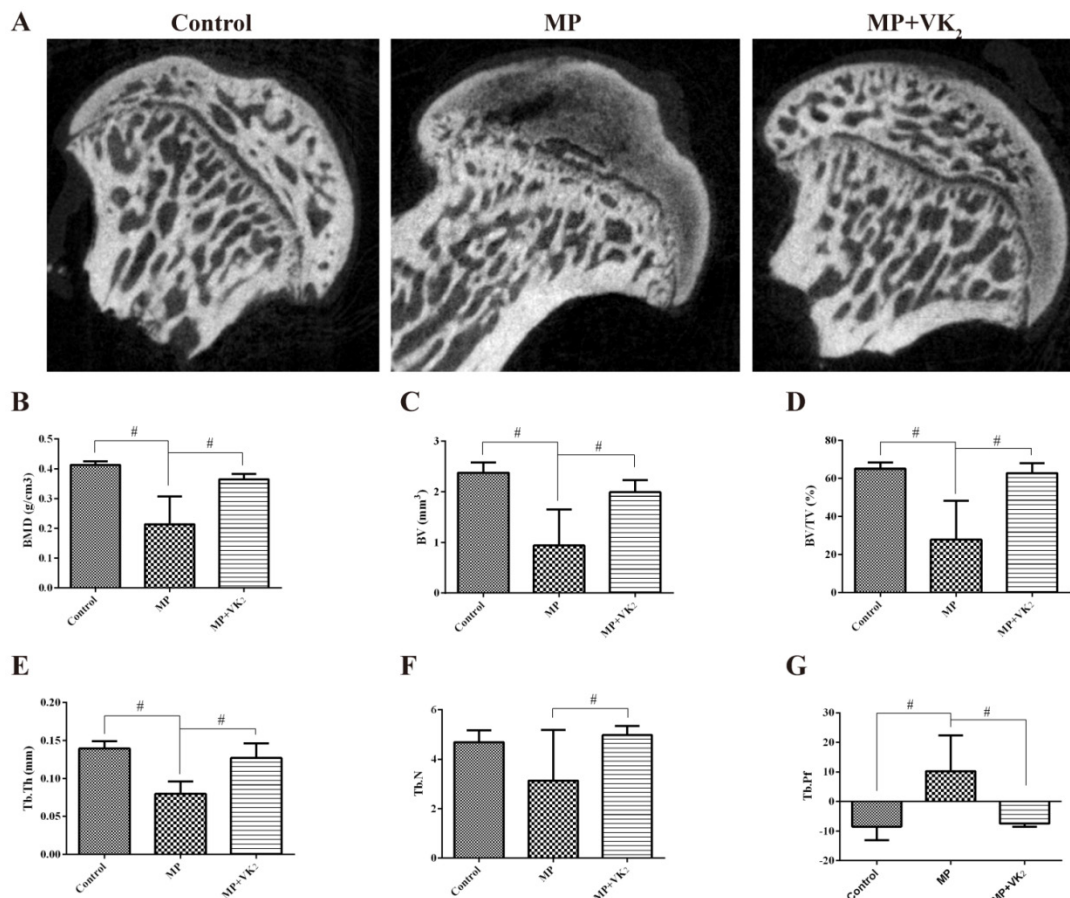 A
Control
MP
MP+VK₂
B
C
D
#
#
BMD (g/cm3)
0.5
0.4
0.3
0.2
0.1
0.0
Control
MP
MP+VK₂
#
#
BV (mm³)
3
2
1
0
Control
MP
MP+VK₂
#
#
BV/TV (%)
80
60
40
20
0
Control
MP
MP+VK₂
E
F
G
#
#
Tb.Th (mm)
0.20
0.15
0.10
0.05
0.00
Control
MP
MP+VK₂
#
Tb.N
6
4
2
0
Control
MP
MP+VK₂
#
#
Tb.Pf
30
20
10
0
-10
-20
Control
MP
MP+VK₂